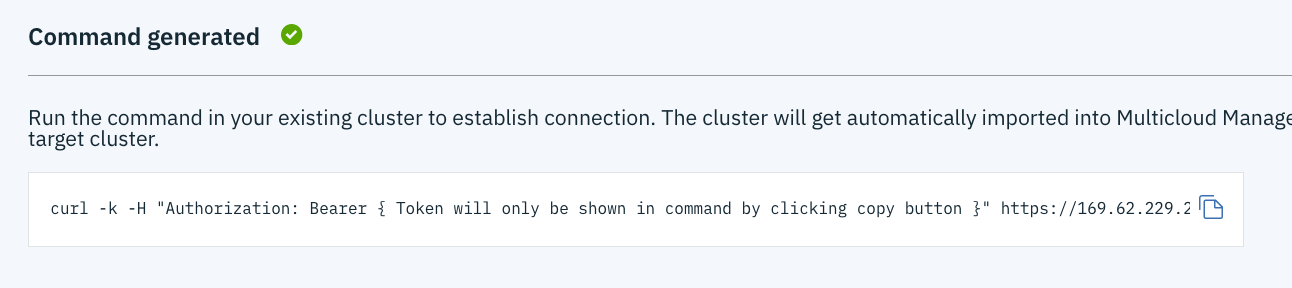 Command generated
Run the command in your existing cluster to establish connection. The cluster will get automatically imported into Multicloud Manage
target cluster.
curl -k -H "Authorization: Bearer { Token will only be shown in command by clicking copy button }" https://169.62.229.2